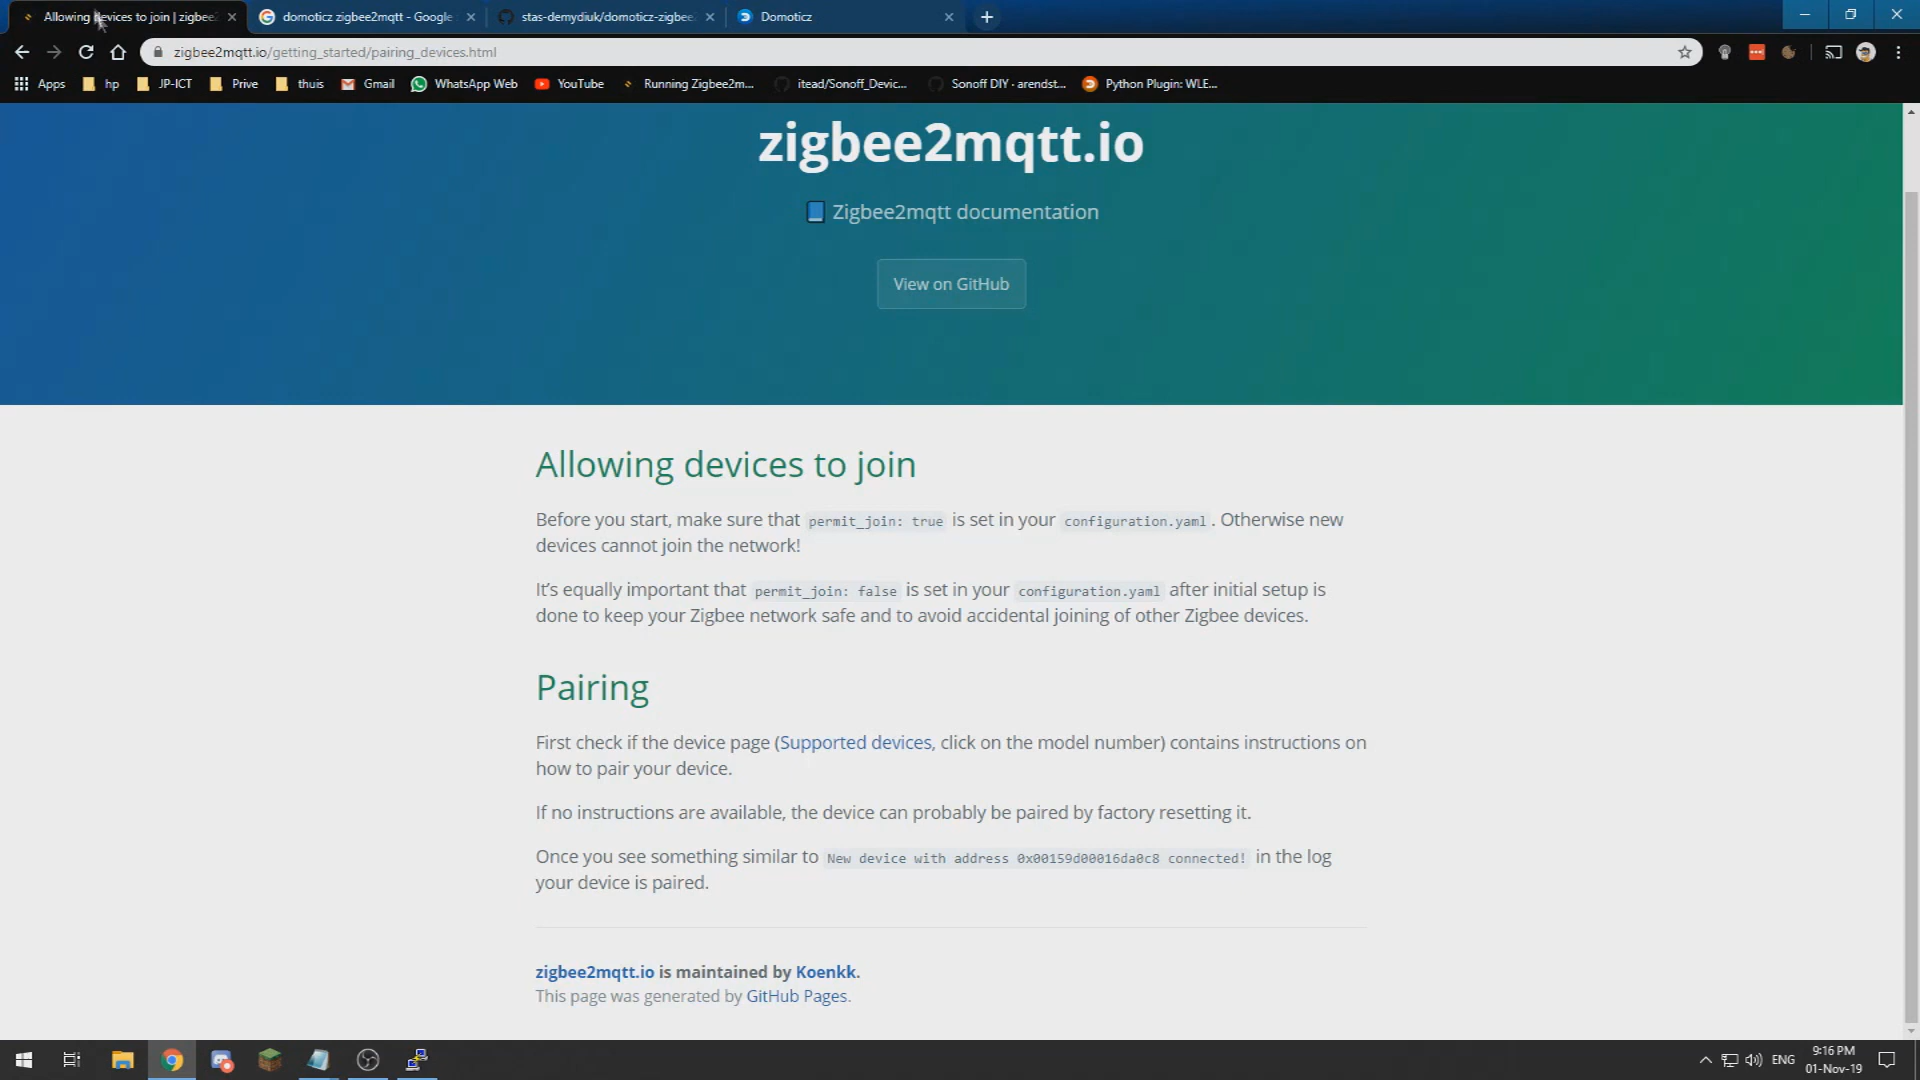 Allowing devices to join | zigbee2
domoticz zigbee2mqtt - Google
stas-demydiuk/domoticz-zigbee
Domoticz
zigbee2mqtt.io/getting_started/pairing_devices.html
Apps
hp
JP-ICT
Prive
thuis
Gmail
WhatsApp Web
YouTube
Running Zigbee2m...
itead/Sonoff_Devic...
Sonoff DIY · arendst...
Python Plugin: WLE...
zigbee2mqtt.io
Zigbee2mqtt documentation
View on GitHub
Allowing devices to join
Before you start, make sure that permit_join: true is set in your configuration.yaml. Otherwise new
devices cannot join the network!
It’s equally important that permit_join: false is set in your configuration.yaml after initial setup is
done to keep your Zigbee network safe and to avoid accidental joining of other Zigbee devices.
Pairing
First check if the device page (Supported devices, click on the model number) contains instructions on
how to pair your device.
If no instructions are available, the device can probably be paired by factory resetting it.
Once you see something similar to New device with address 0x00159d00016da0c8 connected! in the log
your device is paired.
zigbee2mqtt.io is maintained by Koenkk.
This page was generated by GitHub Pages.
ENG
9:16 PM
01-Nov-19